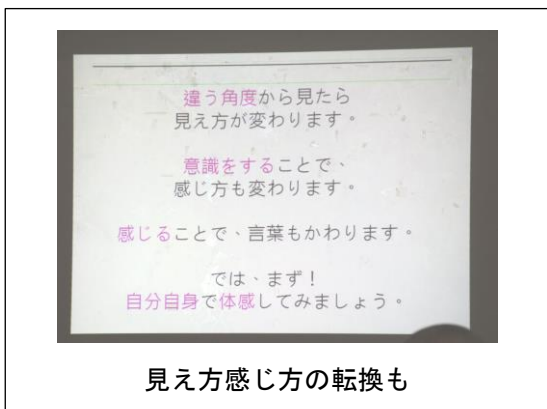 違う角度から見たら
見え方が変わります。
意識をすることで、
感じ方も変わります。
感じることで、言葉もかわります。
では、まず！
自分自身で体感してみましょう。
見え方感じ方の転換も